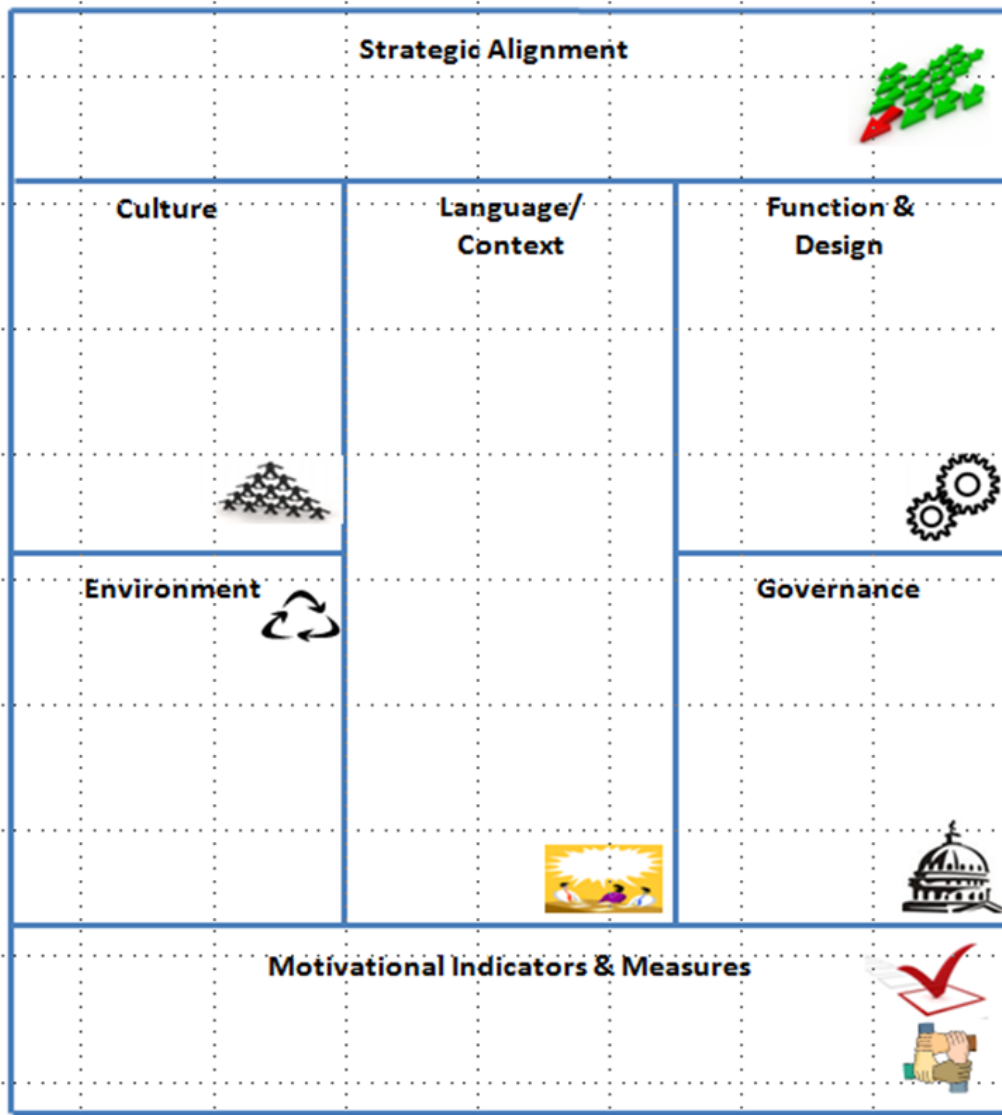 Strategic Alignment
Culture
Language/
Context
Function &
Design
Environment
Governance
Motivational Indicators & Measures